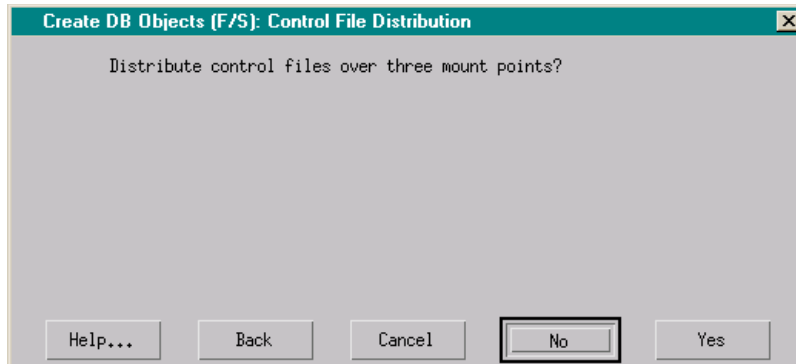 Create DB Objects (F/S): Control File Distribution
Distribute control files over three mount points?
Help... Back Cancel No Yes